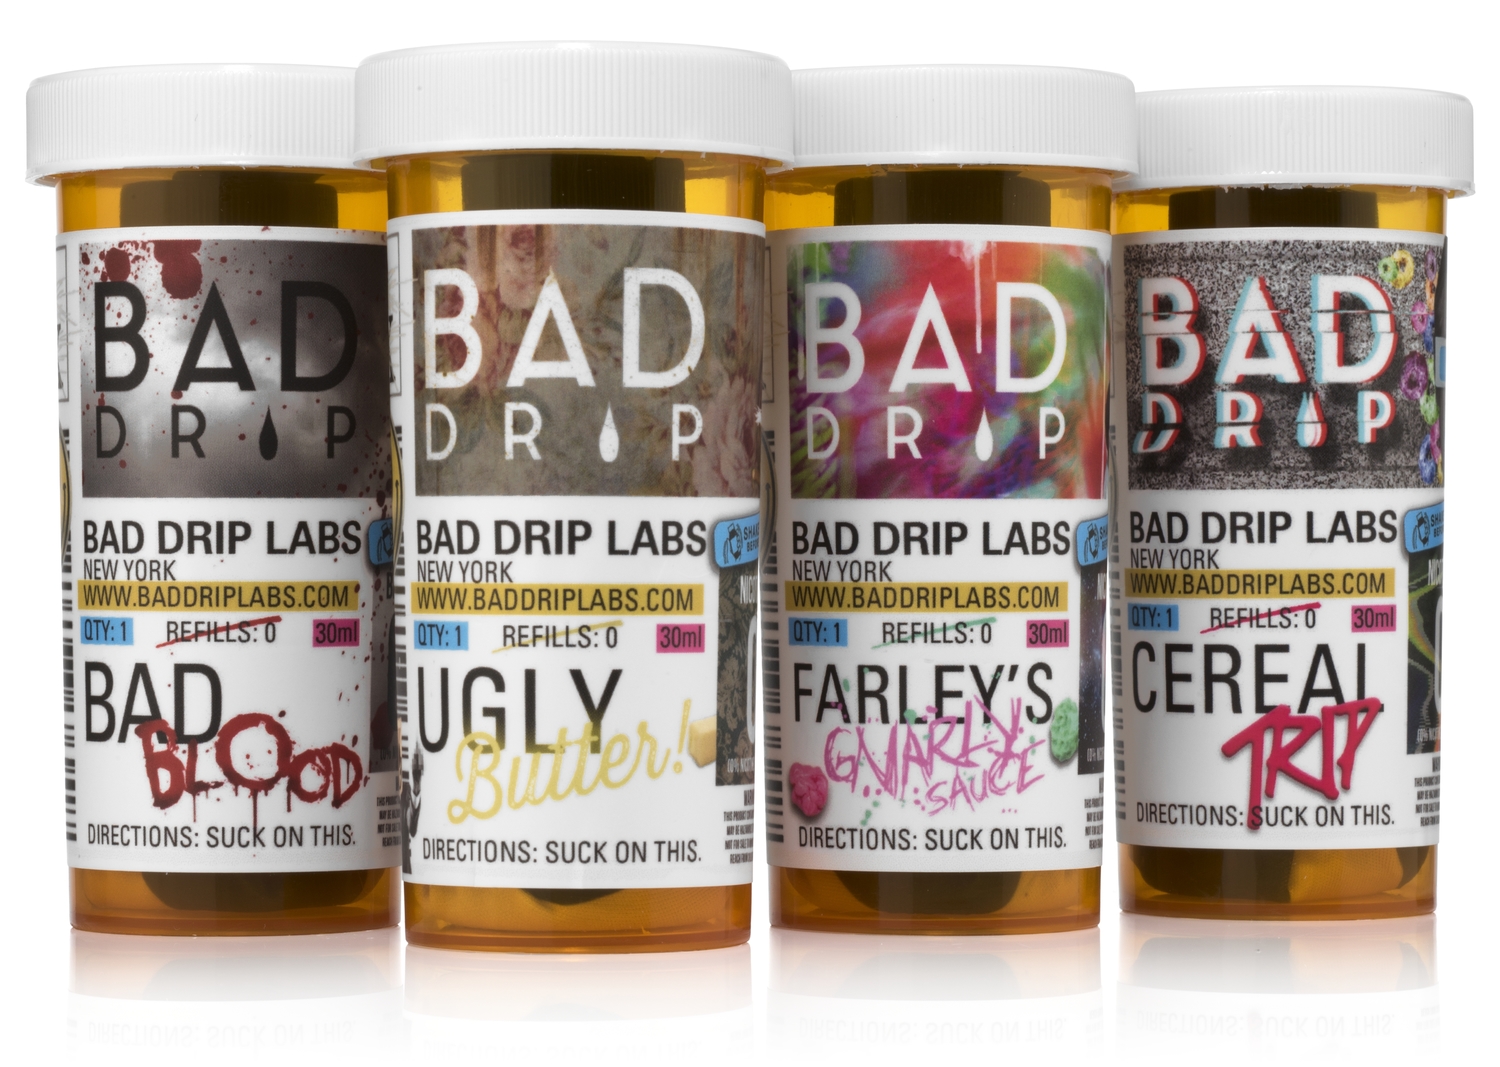 BAD
DRIP
BAD DRIP LABS
NEW YORK
WWW.BADDRIPLABS.COM
QTY: 1 REFILLS: 0 30ml
BAD
BLOOD
DIRECTIONS: SUCK ON THIS.
BAD
DRIP
BAD DRIP LABS
NEW YORK
WWW.BADDRIPLABS.COM
QTY: 1 REFILLS: 0 30ml
UGLY
Butter!
DIRECTIONS: SUCK ON THIS.
BAD
DRIP
BAD DRIP LABS
NEW YORK
WWW.BADDRIPLABS.COM
QTY: 1 REFILLS: 0 30ml
FARLEY'S
GNARLY
SAUCE
DIRECTIONS: SUCK ON THIS.
BAD
DRIP
BAD DRIP LABS
NEW YORK
WWW.BADDRIPLABS.COM
QTY: 1 REFILLS: 0 30ml
CEREAL
TRIP
DIRECTIONS: SUCK ON THIS.